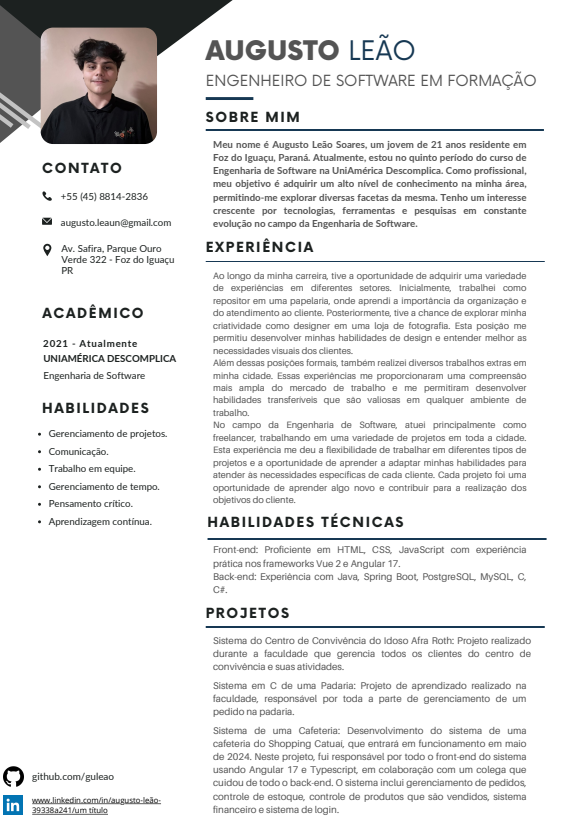 AUGUSTO LEÃO
ENGENHEIRO DE SOFTWARE EM FORMAÇÃO
CONTATO
+55 (45) 8814-2836
augusto.leaun@gmail.com
Av. Safira, Parque Ouro
Verde 322 - Foz do Iguaçu
PR
ACADÊMICO
2021 - Atualmente
UNIAMÉRICA DESCOMPLICA
Engenharia de Software
HABILIDADES
• Gerenciamento de projetos.
• Comunicação.
• Trabalho em equipe.
• Gerenciamento de tempo.
• Pensamento crítico.
• Aprendizagem contínua.
github.com/guleao
www.linkedin.com/in/augusto-leão-
39338a241/um título
SOBRE MIM
Meu nome é Augusto Leão Soares, um jovem de 21 anos residente em
Foz do Iguaçu, Paraná. Atualmente, estou no quinto período do curso de
Engenharia de Software na UniAmérica Descomplica. Como profissional,
meu objetivo é adquirir um alto nível de conhecimento na minha área,
permitindo-me explorar diversas facetas da mesma. Tenho um interesse
crescente por tecnologias, ferramentas e pesquisas em constante
evolução no campo da Engenharia de Software.
EXPERIÊNCIA
Ao longo da minha carreira, tive a oportunidade de adquirir uma variedade
de experiências em diferentes setores. Inicialmente, trabalhei como
repositor em uma papelaria, onde aprendi a importância da organização e
do atendimento ao cliente. Posteriormente, tive a chance de explorar minha
criatividade como designer em uma loja de fotografia. Esta posição me
permitiu desenvolver minhas habilidades de design e entender melhor as
necessidades visuais dos clientes.
Além dessas posições formais, também realizei diversos trabalhos extras em
minha cidade. Essas experiências me proporcionaram uma compreensão
mais ampla do mercado de trabalho e me permitiram desenvolver
habilidades transferíveis que são valiosas em qualquer ambiente de
trabalho.
No campo da Engenharia de Software, atuei principalmente como
freelancer, trabalhando em uma variedade de projetos em toda a cidade.
Esta experiência me deu a flexibilidade de trabalhar em diferentes tipos de
projetos e a oportunidade de aprender a adaptar minhas habilidades para
atender às necessidades específicas de cada cliente. Cada projeto foi uma
oportunidade de aprender algo novo e contribuir para a realização dos
objetivos do cliente.
HABILIDADES TÉCNICAS
Front-end: Proficiente em HTML, CSS, JavaScript com experiência
prática nos frameworks Vue 2 e Angular 17.
Back-end: Experiência com Java, Spring Boot, PostgreSQL, MySQL, C,
C#.
PROJETOS
Sistema do Centro de Convivência do Idoso Afra Roth: Projeto realizado
durante a faculdade que gerencia todos os clientes do centro de
convivência e suas atividades.
Sistema em C de uma Padaria: Projeto de aprendizado realizado na
faculdade, responsável por toda a parte de gerenciamento de um
pedido na padaria.
Sistema de uma Cafeteria: Desenvolvimento do sistema de uma
cafeteria do Shopping Catuaí, que entrará em funcionamento em maio
de 2024. Neste projeto, fui responsável por todo o front-end do sistema
usando Angular 17 e Typescript, em colaboração com um colega que
cuidou de todo o back-end. O sistema inclui gerenciamento de pedidos,
controle de estoque, controle de produtos que são vendidos, sistema
financeiro e sistema de login.